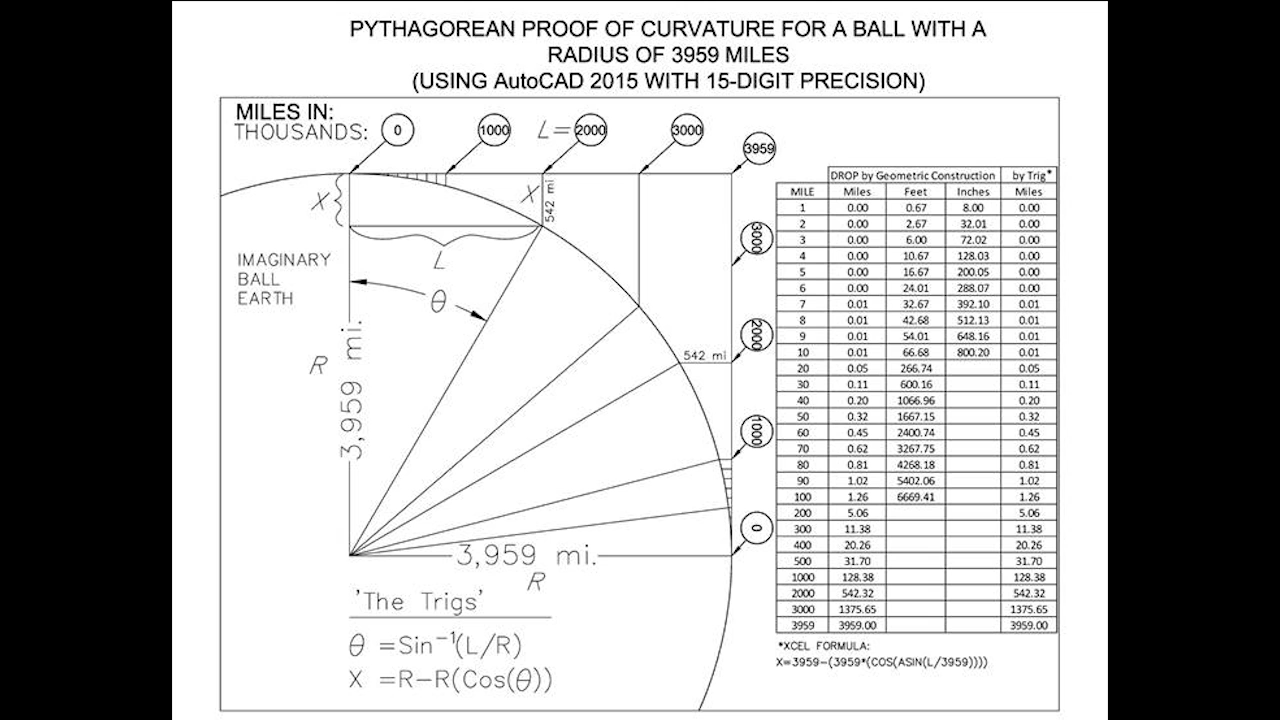 PYTHAGOREAN PROOF OF CURVATURE FOR A BALL WITH A
RADIUS OF 3959 MILES
(USING AutoCAD 2015 WITH 15-DIGIT PRECISION)
MILES IN:
THOUSANDS: 0 1000 L= 2000 3000
3959
X
X
542 mi
L
IMAGINARY
BALL
EARTH
θ
R
3,959 mi.
3000
2000
542 mi
1000
0
3,959 mi.
R
'The Trigs'
θ =Sin⁻¹(L/R)
X =R-R(Cos(θ))
DROP by Geometric Construction by Trig*
MILE Miles Feet Inches Miles
1 0.00 0.67 8.00 0.00
2 0.00 2.67 32.01 0.00
3 0.00 6.00 72.02 0.00
4 0.00 10.67 128.03 0.00
5 0.00 16.67 200.05 0.00
6 0.00 24.01 288.07 0.00
7 0.01 32.67 392.10 0.01
8 0.01 42.68 512.13 0.01
9 0.01 54.01 648.16 0.01
10 0.01 66.68 800.20 0.01
20 0.05 266.74 0.05
30 0.11 600.16 0.11
40 0.20 1066.96 0.20
50 0.32 1667.15 0.32
60 0.45 2400.74 0.45
70 0.62 3267.75 0.62
80 0.81 4268.18 0.81
90 1.02 5402.06 1.02
100 1.26 6669.41 1.26
200 5.06 5.06
300 11.38 11.38
400 20.26 20.26
500 31.70 31.70
1000 128.38 128.38
2000 542.32 542.32
3000 1375.65 1375.65
3959 3959.00 3959.00
*XCEL FORMULA:
X=3959-(3959*(COS(ASIN(L/3959))))